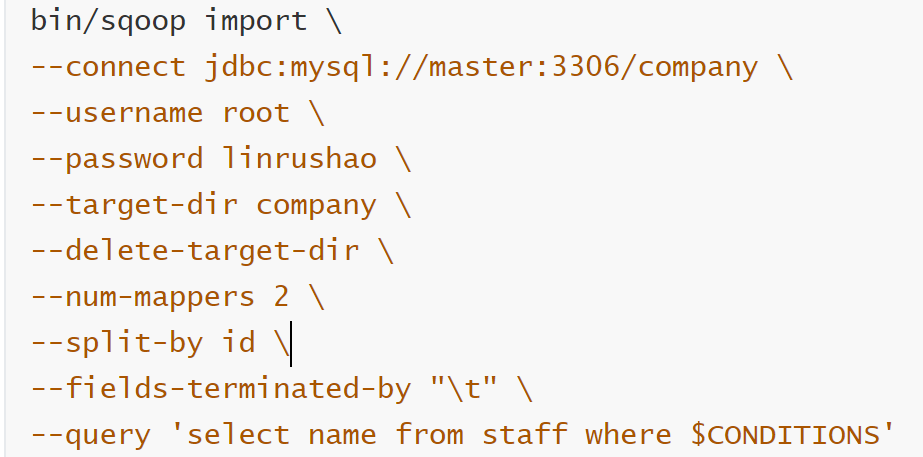 bin/sqoop import \
--connect jdbc:mysql://master:3306/company \
--username root \
--password linrushao \
--target-dir company \
--delete-target-dir \
--num-mappers 2 \
--split-by id \
--fields-terminated-by "\t" \
--query 'select name from staff where $CONDITIONS'